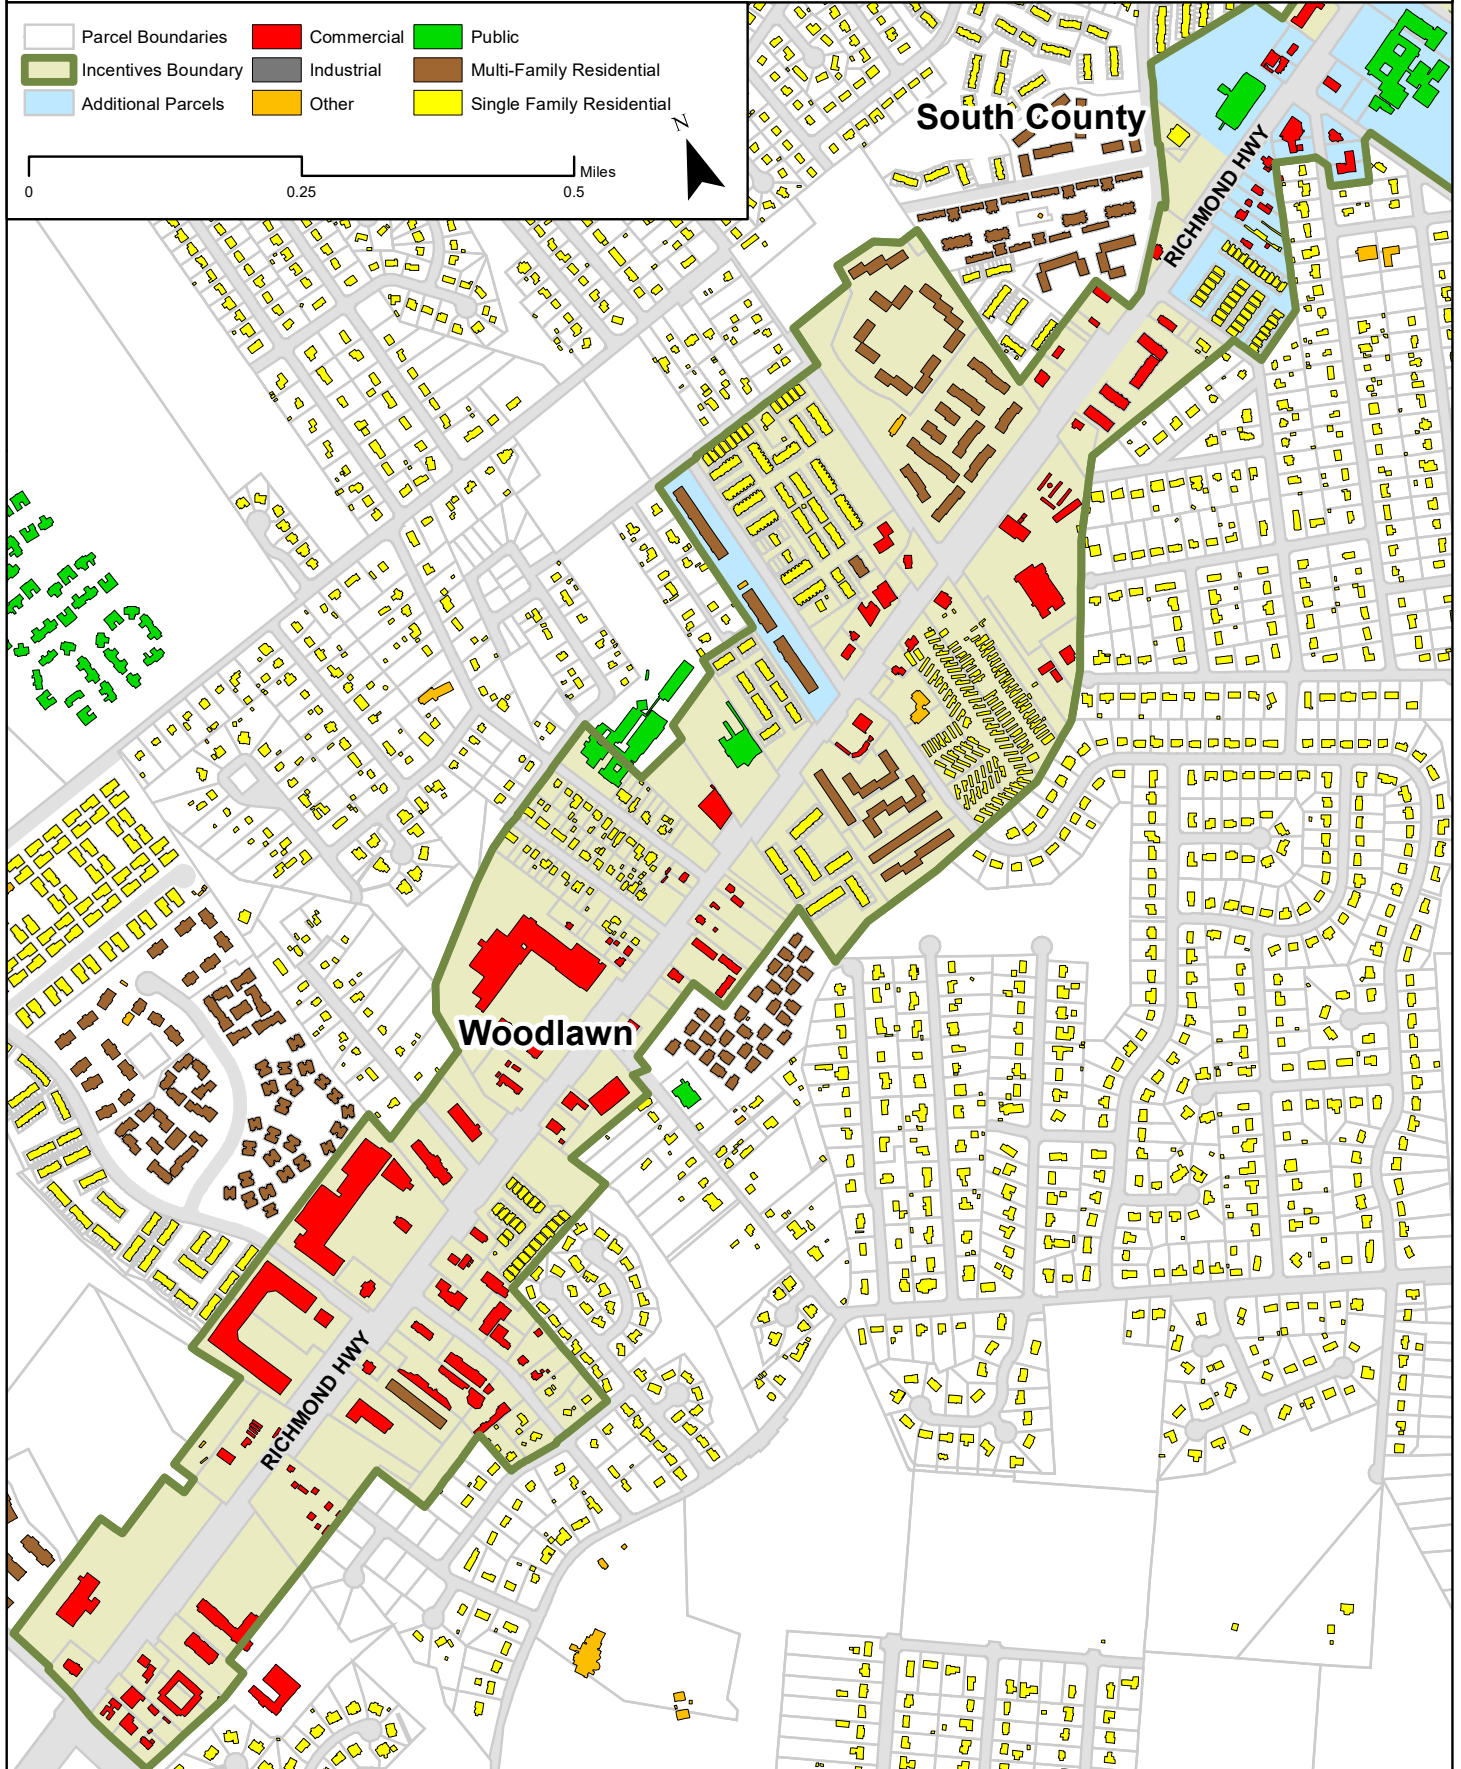 Parcel Boundaries Commercial Public
Incentives Boundary Industrial Multi-Family Residential
Additional Parcels Other Single Family Residential
N
Miles
0 0.25 0.5
South County
RICHMOND HWY
Woodlawn
RICHMOND HWY